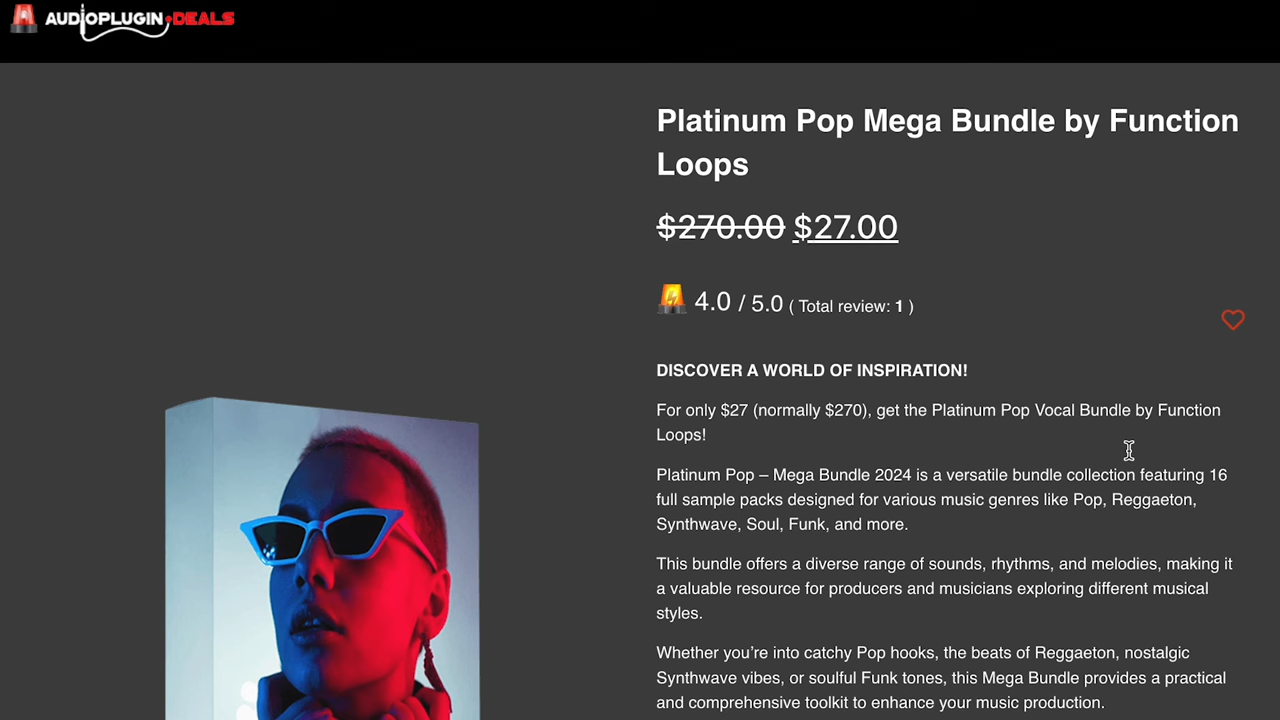 AUDIOPLUGIN.DEALS
Platinum Pop Mega Bundle by Function
Loops
$270.00 $27.00
4.0 / 5.0 ( Total review: 1 )
DISCOVER A WORLD OF INSPIRATION!
For only $27 (normally $270), get the Platinum Pop Vocal Bundle by Function
Loops!
Platinum Pop – Mega Bundle 2024 is a versatile bundle collection featuring 16
full sample packs designed for various music genres like Pop, Reggaeton,
Synthwave, Soul, Funk, and more.
This bundle offers a diverse range of sounds, rhythms, and melodies, making it
a valuable resource for producers and musicians exploring different musical
styles.
Whether you’re into catchy Pop hooks, the beats of Reggaeton, nostalgic
Synthwave vibes, or soulful Funk tones, this Mega Bundle provides a practical
and comprehensive toolkit to enhance your music production.